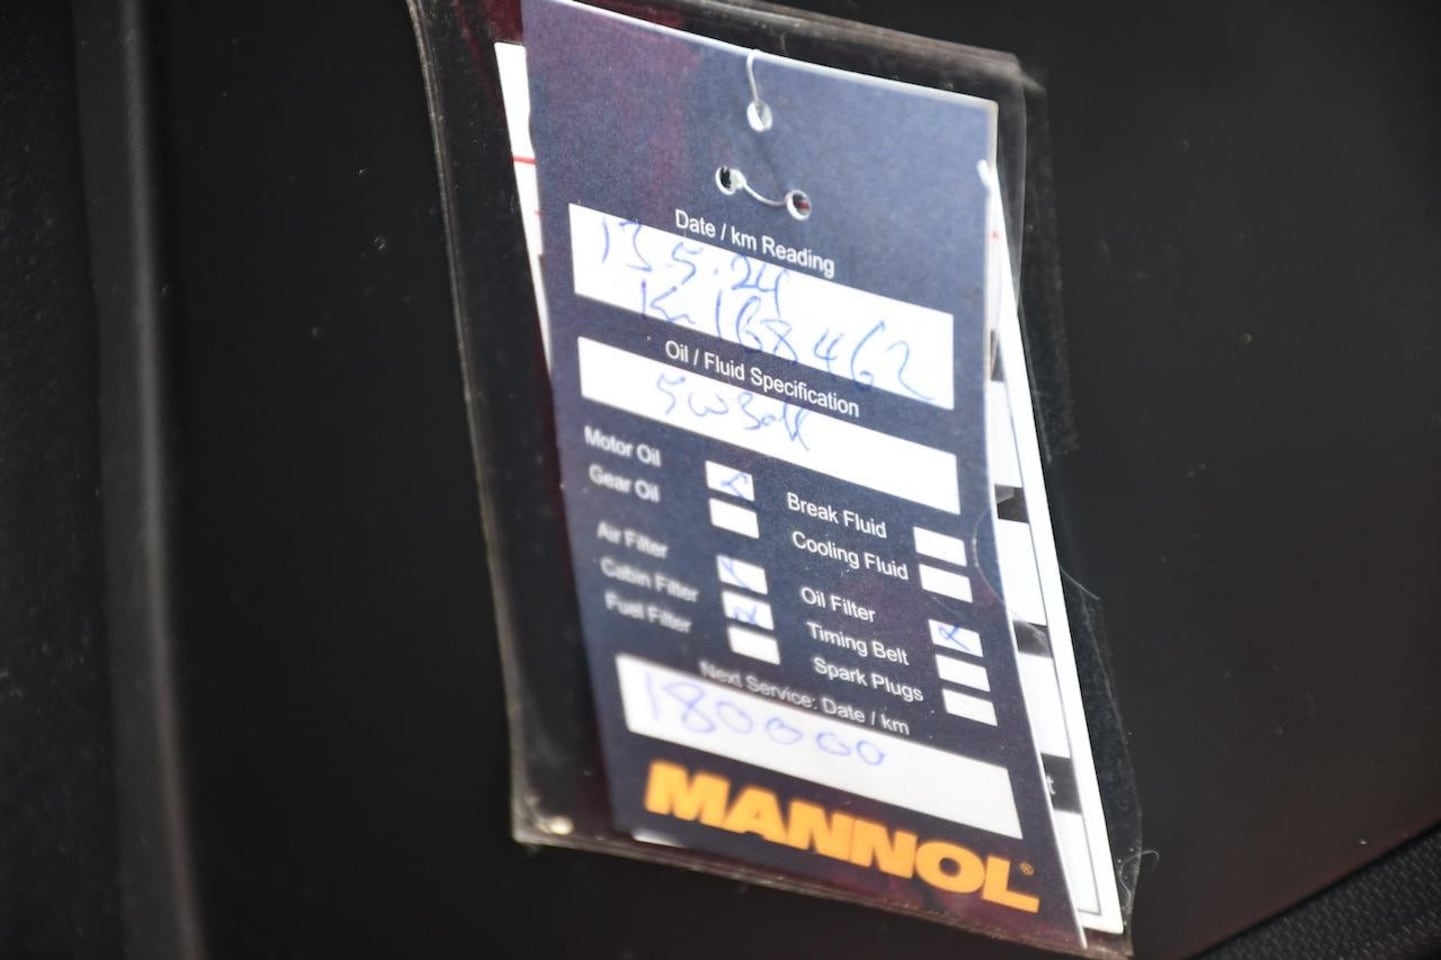 Date / km Reading
13.5.24
Km 168462
Oil / Fluid Specification
5w
Motor Oil
Gear Oil
Break Fluid
Cooling Fluid
Air Filter
Cabin Filter
Fuel Filter
Oil Filter
Timing Belt
Spark Plugs
Next Service: Date / km
180000
MANNOL®